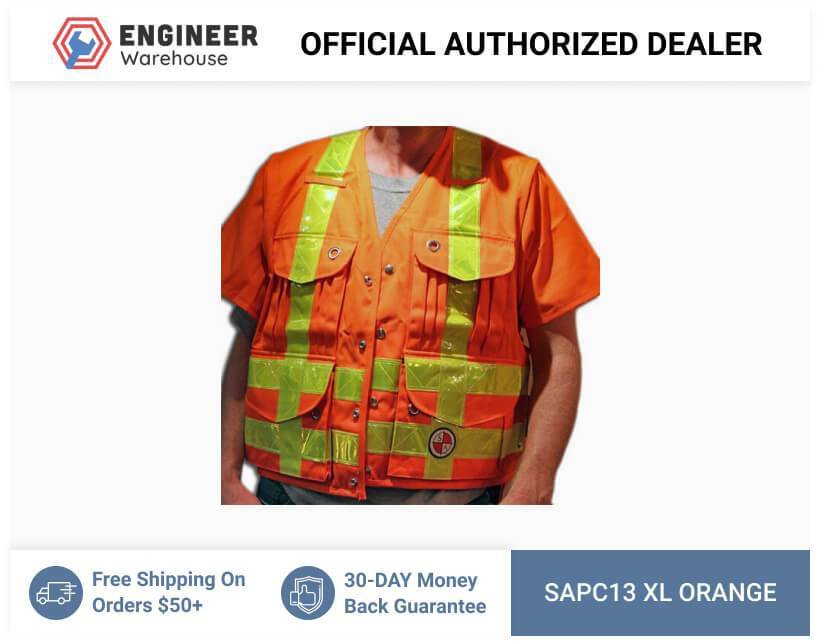 ENGINEER
Warehouse
OFFICIAL AUTHORIZED DEALER
Free Shipping On
Orders $50+
30-DAY Money
Back Guarantee
SAPC13 XL ORANGE